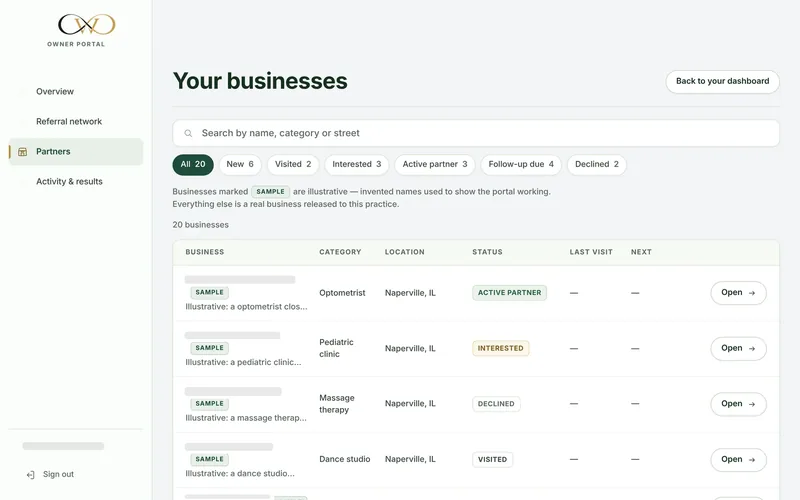 OWO
OWNER PORTAL
Overview
Referral network
Partners
Activity & results
Sign out
Your businesses
Back to your dashboard
Search by name, category or street
All 20 New 6 Visited 2 Interested 3 Active partner 3 Follow-up due 4 Declined 2
Businesses marked SAMPLE are illustrative — invented names used to show the portal working.
Everything else is a real business released to this practice.
20 businesses
BUSINESS CATEGORY LOCATION STATUS LAST VISIT NEXT
SAMPLE
Illustrative: a optometrist clos...
Optometrist Naperville, IL ACTIVE PARTNER — — Open →
SAMPLE
Illustrative: a pediatric clinic...
Pediatric
clinic
Naperville, IL INTERESTED — — Open →
SAMPLE
Illustrative: a massage therap...
Massage
therapy
Naperville, IL DECLINED — — Open →
SAMPLE
Illustrative: a dance studio...
Dance studio Naperville, IL VISITED — — Open →